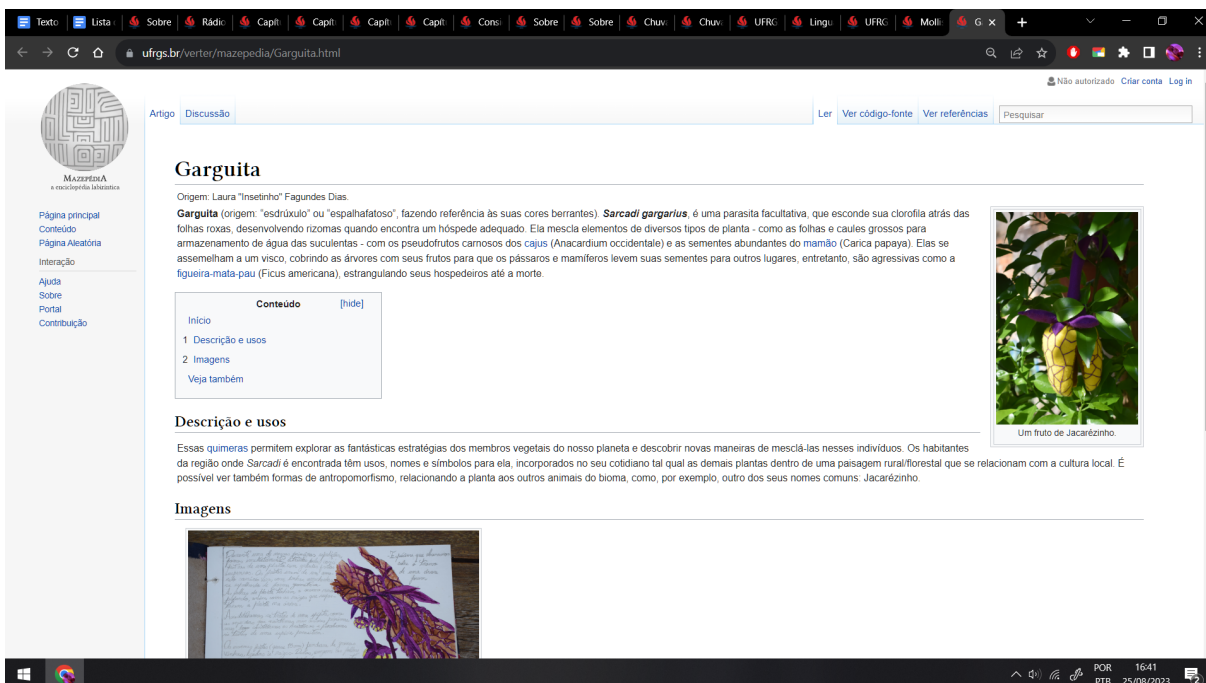 Texto
Lista
Sobre
Rádio
Capít
Capít
Capít
Capít
Consi
Sobre
Sobre
Chuv
Chuv
UFRG
Lingu
UFRG
Molli
G
ufrgs.br/verter/mazepedia/Garguita.html
Não autorizado Criar conta Log in
Artigo Discussão
Ler Ver código-fonte Ver referências Pesquisar
MAZEPÉDIA
a enciclopédia labiríntica
Página principal
Conteúdo
Página Aleatória
Interação
Ajuda
Sobre
Portal
Contribuição
Garguita
Origem: Laura "Insetinho" Fagundes Dias.
Garguita (origem: “esdrúxulo” ou “espalhafatoso”, fazendo referência às suas cores berrantes). Sarcadi gargarius, é uma parasita facultativa, que esconde sua clorofila atrás das
folhas roxas, desenvolvendo rizomas quando encontra um hóspede adequado. Ela mescla elementos de diversos tipos de planta - como as folhas e caules grossos para
armazenamento de água das suculentas - com os pseudofrutos carnosos dos cajus (Anacardium occidentale) e as sementes abundantes do mamão (Carica papaya). Elas se
assemelham a um visco, cobrindo as árvores com seus frutos para que os pássaros e mamíferos levem suas sementes para outros lugares, entretanto, são agressivas como a
figueira-mata-pau (Ficus americana), estrangulando seus hospedeiros até a morte.
Conteúdo [hide]
Início
1 Descrição e usos
2 Imagens
Veja também
Um fruto de Jacarézinho.
Descrição e usos
Essas quimeras permitem explorar as fantásticas estratégias dos membros vegetais do nosso planeta e descobrir novas maneiras de mesclá-las nesses indivíduos. Os habitantes
da região onde Sarcadi é encontrada têm usos, nomes e símbolos para ela, incorporados no seu cotidiano tal qual as demais plantas dentro de uma paisagem rural/florestal que se relacionam com a cultura local. É
possível ver também formas de antropomorfismo, relacionando a planta aos outros animais do bioma, como, por exemplo, outro dos seus nomes comuns: Jacarézinho.
Imagens
POR 16:41
PTB 25/08/2023
2